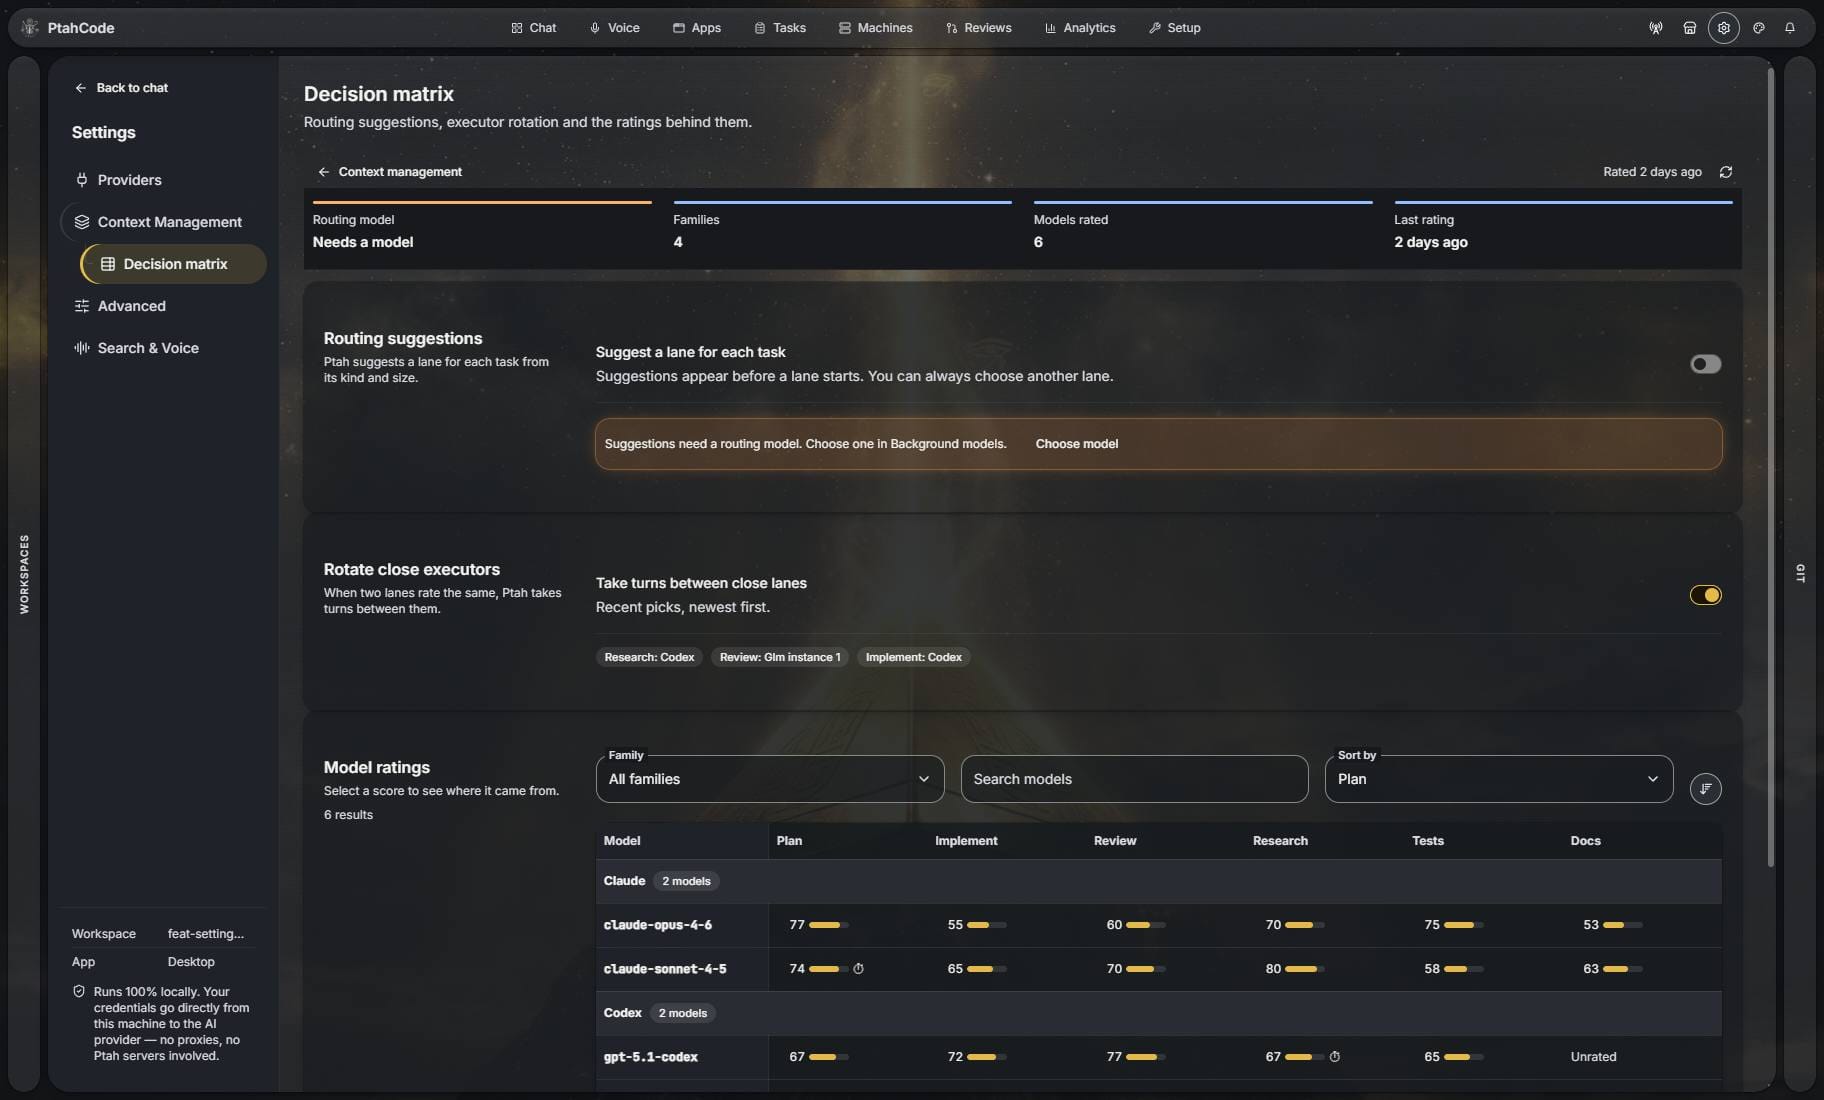 PtahCode
Chat
Voice
Apps
Tasks
Machines
Reviews
Analytics
Setup
WORKSPACES
Back to chat
Settings
Providers
Context Management
Decision matrix
Advanced
Search & Voice
Workspace feat-setting...
App Desktop
Runs 100% locally. Your
credentials go directly from
this machine to the AI
provider — no proxies, no
Ptah servers involved.
Decision matrix
Routing suggestions, executor rotation and the ratings behind them.
Context management
Rated 2 days ago
Routing model
Needs a model
Families
4
Models rated
6
Last rating
2 days ago
Routing suggestions
Ptah suggests a lane for each task from
its kind and size.
Suggest a lane for each task
Suggestions appear before a lane starts. You can always choose another lane.
Suggestions need a routing model. Choose one in Background models. Choose model
Rotate close executors
When two lanes rate the same, Ptah takes
turns between them.
Take turns between close lanes
Recent picks, newest first.
Research: Codex
Review: Glm instance 1
Implement: Codex
Model ratings
Select a score to see where it came from.
6 results
Family
All families
Search models
Sort by
Plan
Model Plan Implement Review Research Tests Docs
Claude 2 models
claude-opus-4-6 77 55 60 70 75 53
claude-sonnet-4-5 74 65 70 80 58 63
Codex 2 models
gpt-5.1-codex 67 72 77 67 65 Unrated
GIT